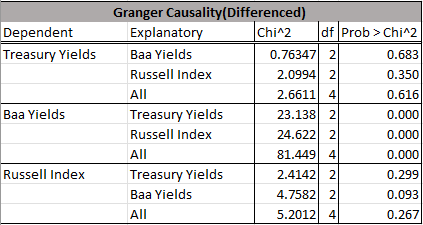 Granger Causality(Differenced)
Dependent Explanatory Chi^2 df Prob > Chi^2
Treasury Yields Baa Yields 0.76347 2 0.683
Russell Index 2.0994 2 0.350
All 2.6611 4 0.616
Baa Yields Treasury Yields 23.138 2 0.000
Russell Index 24.622 2 0.000
All 81.449 4 0.000
Russell Index Treasury Yields 2.4142 2 0.299
Baa Yields 4.7582 2 0.093
All 5.2012 4 0.267